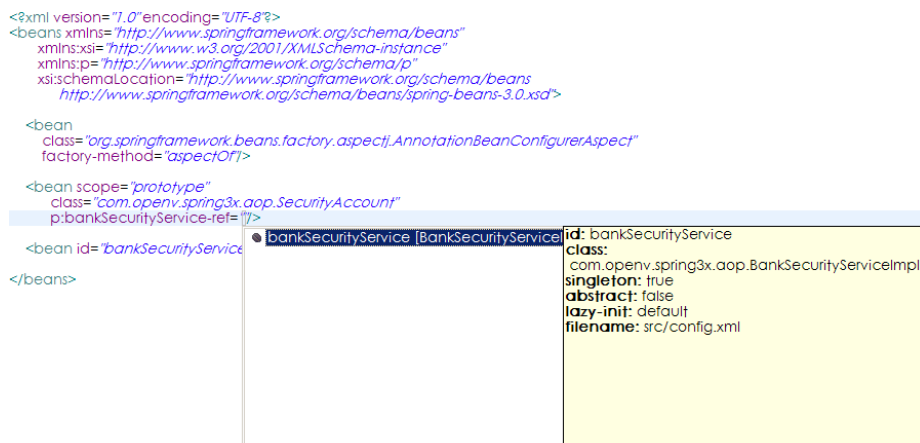 <?xml version="1.0" encoding="UTF-8"?>
<beans xmlns="http://www.springframework.org/schema/beans"
xmlns:xsi="http://www.w3.org/2001/XMLSchema-instance"
xmlns:p="http://www.springframework.org/schema/p"
xsi:schemaLocation="http://www.springframework.org/schema/beans
http://www.springframework.org/schema/beans/spring-beans-3.0.xsd">
<bean
class="org.springframework.beans.factory.aspectj.AnnotationBeanConfigurerAspect"
factory-method="aspectOf"/>
<bean scope="prototype"
class="com.openv.spring3x.aop.SecurityAccount"
p:bankSecurityService-ref=""/>
<bean id="bankSecurityService
</beans>
bankSecurityService [BankSecurityService
id: bankSecurityService
class:
com.openv.spring3x.aop.BankSecurityServiceImpl
singleton: true
abstract: false
lazy-init: default
filename: src/config.xml